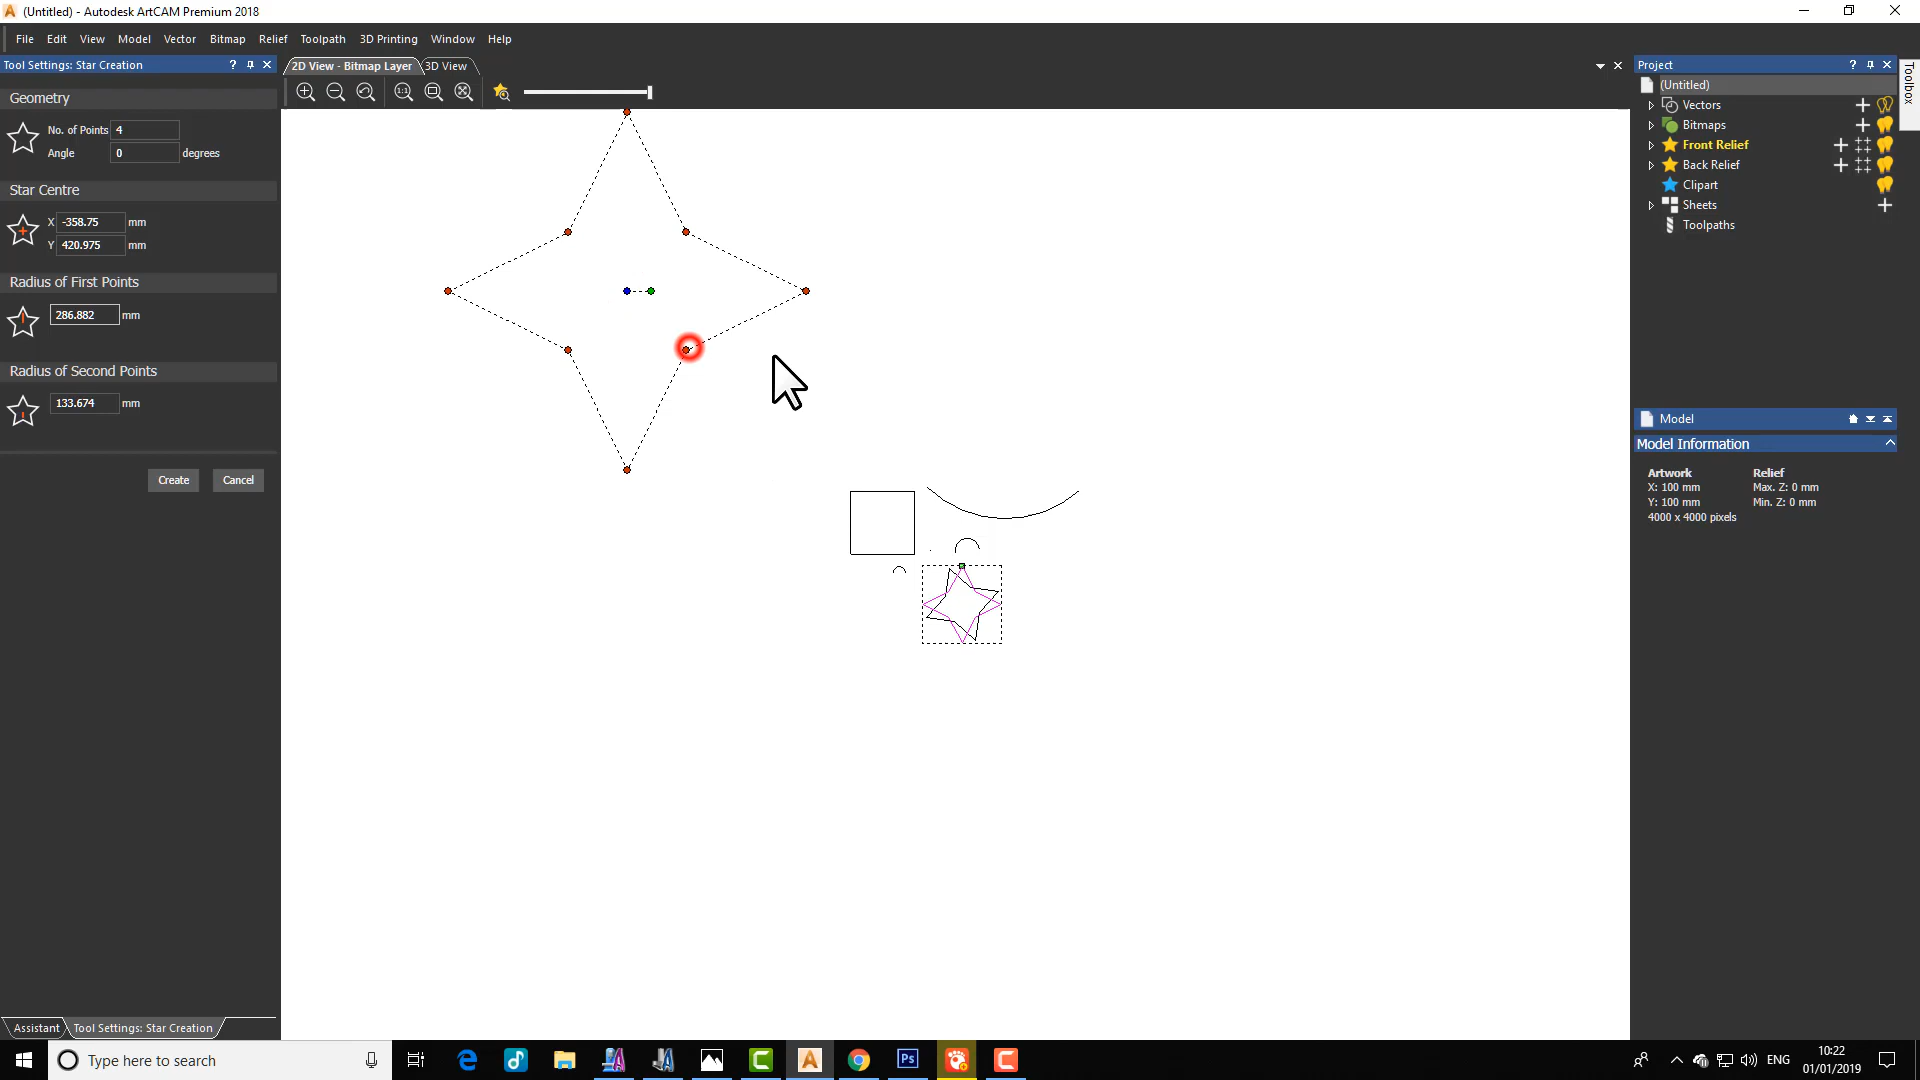 (Untitled) - Autodesk ArtCAM Premium 2018
File Edit View Model Vector Bitmap Relief Toolpath 3D Printing Window Help
Tool Settings: Star Creation ?
2D View - Bitmap Layer 3D View
1:1
Geometry
No. of Points 4
Angle 0 degrees
Star Centre
X -358.75 mm
Y 420.975 mm
Radius of First Points
286.882 mm
Radius of Second Points
133.674 mm
Create Cancel
Assistant Tool Settings: Star Creation
Project ?
Toolbox
(Untitled)
Vectors
Bitmaps
Front Relief
Back Relief
Clipart
Sheets
Toolpaths
Model
Model Information
Artwork Relief
X: 100 mm Max. Z: 0 mm
Y: 100 mm Min. Z: 0 mm
4000 x 4000 pixels
Type here to search
Ps
ENG
10:22
01/01/2019